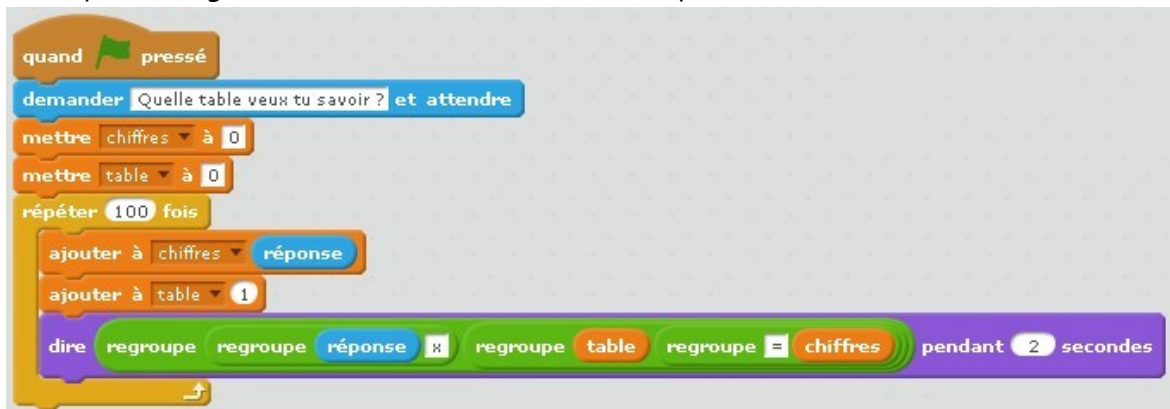 quand pressé
demander Quelle table veux tu savoir ? et attendre
mettre chiffres à 0
mettre table à 0
répéter 100 fois
ajouter à chiffres réponse
ajouter à table 1
dire regroupe regroupe réponse x regroupe table regroupe = chiffres pendant 2 secondes